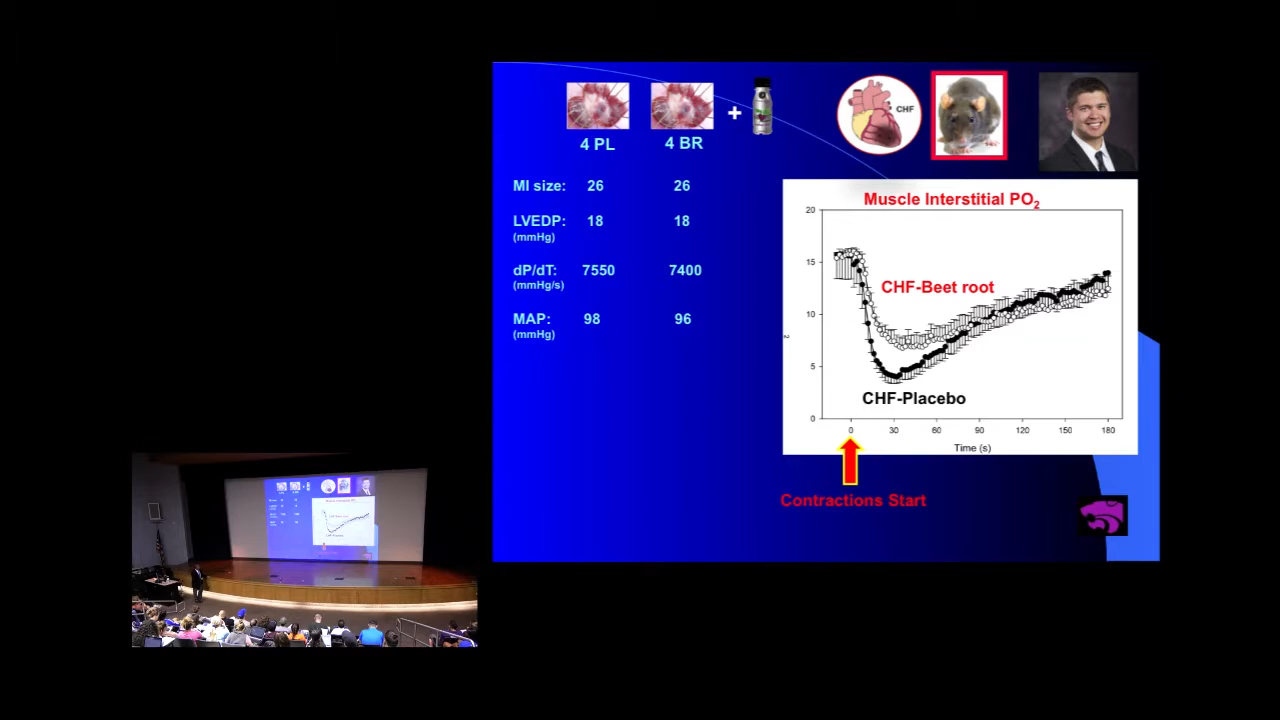 4 PL
4 BR
+
CHF
MI size: 26 26
LVEDP: 18 18
(mmHg)
dP/dT: 7550 7400
(mmHg/s)
MAP: 98 96
(mmHg)
Muscle Interstitial PO2
20
15
10
5
0
2
CHF-Beet root
CHF-Placebo
0 30 60 90 120 150 180
Time (s)
Contractions Start